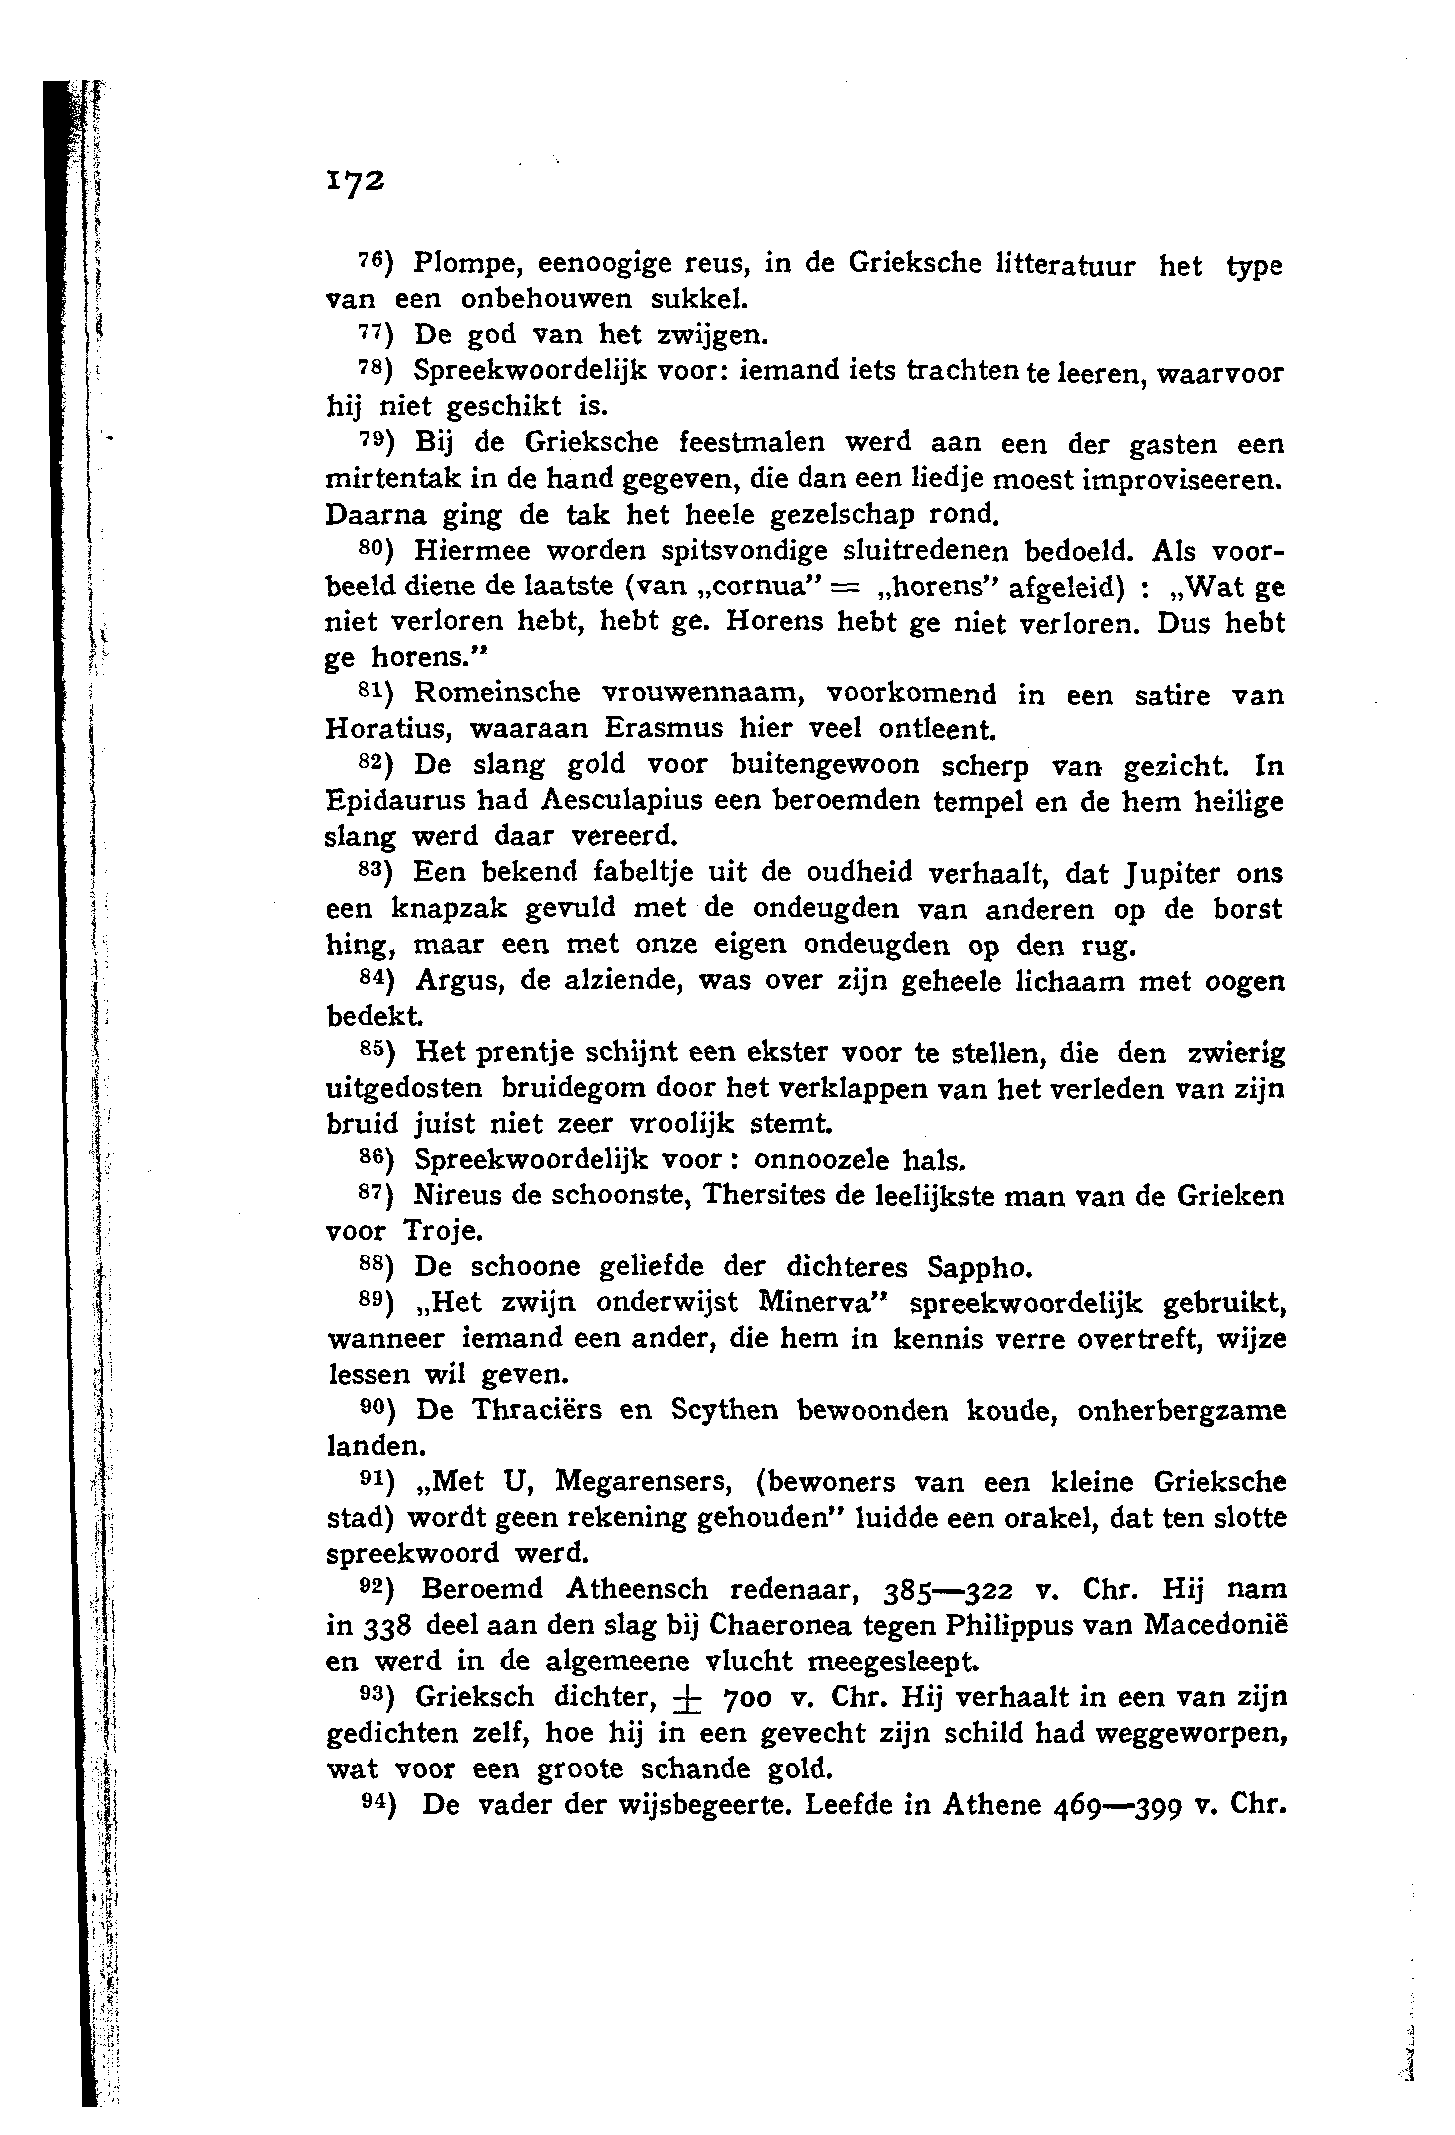 172
76) Plompe, eenoogige reus, in de Grieksche litteratuur het type
van een onbehouwen sukkel.
77) De god van het zwijgen.
78) Spreekwoordelijk voor: iemand iets trachten te leeren, waarvoor
hij niet geschikt is.
79) Bij de Grieksche feestmalen werd aan een der gasten een
mirtentak in de hand gegeven, die dan een liedje moest improviseeren.
Daarna ging de tak het heele gezelschap rond.
80) Hiermee worden spitsvondige sluitredenen bedoeld. Als voor-
beeld diene de laatste (van „cornua” = „horens” afgeleid) : „Wat ge
niet verloren hebt, hebt ge. Horens hebt ge niet verloren. Dus hebt
ge horens.”
81) Romeinsche vrouwennaam, voorkomend in een satire van
Horatius, waaraan Erasmus hier veel ontleent.
82) De slang gold voor buitengewoon scherp van gezicht. In
Epidaurus had Aesculapius een beroemden tempel en de hem heilige
slang werd daar vereerd.
83) Een bekend fabeltje uit de oudheid verhaalt, dat Jupiter ons
een knapzak gevuld met de ondeugden van anderen op de borst
hing, maar een met onze eigen ondeugden op den rug.
84) Argus, de alziende, was over zijn geheele lichaam met oogen
bedekt.
85) Het prentje schijnt een ekster voor te stellen, die den zwierig
uitgedosten bruidegom door het verklappen van het verleden van zijn
bruid juist niet zeer vroolijk stemt.
86) Spreekwoordelijk voor : onnoozele hals.
87) Nireus de schoonste, Thersites de leelijkste man van de Grieken
voor Troje.
88) De schoone geliefde der dichteres Sappho.
89) „Het zwijn onderwijst Minerva” spreekwoordelijk gebruikt,
wanneer iemand een ander, die hem in kennis verre overtreft, wijze
lessen wil geven.
90) De Thraciërs en Scythen bewoonden koude, onherbergzame
landen.
91) „Met U, Megarensers, (bewoners van een kleine Grieksche
stad) wordt geen rekening gehouden” luidde een orakel, dat ten slotte
spreekwoord werd.
92) Beroemd Atheensch redenaar, 385—322 v. Chr. Hij nam
in 338 deel aan den slag bij Chaeronea tegen Philippus van Macedonië
en werd in de algemeene vlucht meegesleept.
93) Grieksch dichter, ± 700 v. Chr. Hij verhaalt in een van zijn
gedichten zelf, hoe hij in een gevecht zijn schild had weggeworpen,
wat voor een groote schande gold.
94) De vader der wijsbegeerte. Leefde in Athene 469—399 v. Chr.